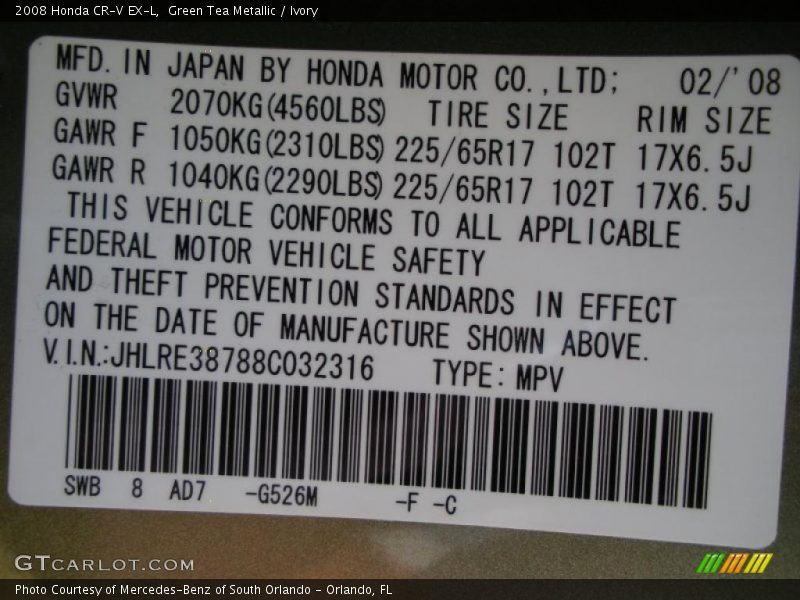 2008 Honda CR-V EX-L, Green Tea Metallic / Ivory
MFD. IN JAPAN BY HONDA MOTOR CO.,LTD; 02/'08
GVWR 2070KG(4560LBS) TIRE SIZE RIM SIZE
GAWR F 1050KG(2310LBS) 225/65R17 102T 17X6.5J
GAWR R 1040KG(2290LBS) 225/65R17 102T 17X6.5J
THIS VEHICLE CONFORMS TO ALL APPLICABLE
FEDERAL MOTOR VEHICLE SAFETY
AND THEFT PREVENTION STANDARDS IN EFFECT
ON THE DATE OF MANUFACTURE SHOWN ABOVE.
V.I.N.:JHLRE38788C032316 TYPE: MPV
SWB 8 AD7 -G526M -F -C
GTCARLOT.COM
Photo Courtesy of Mercedes-Benz of South Orlando - Orlando, FL